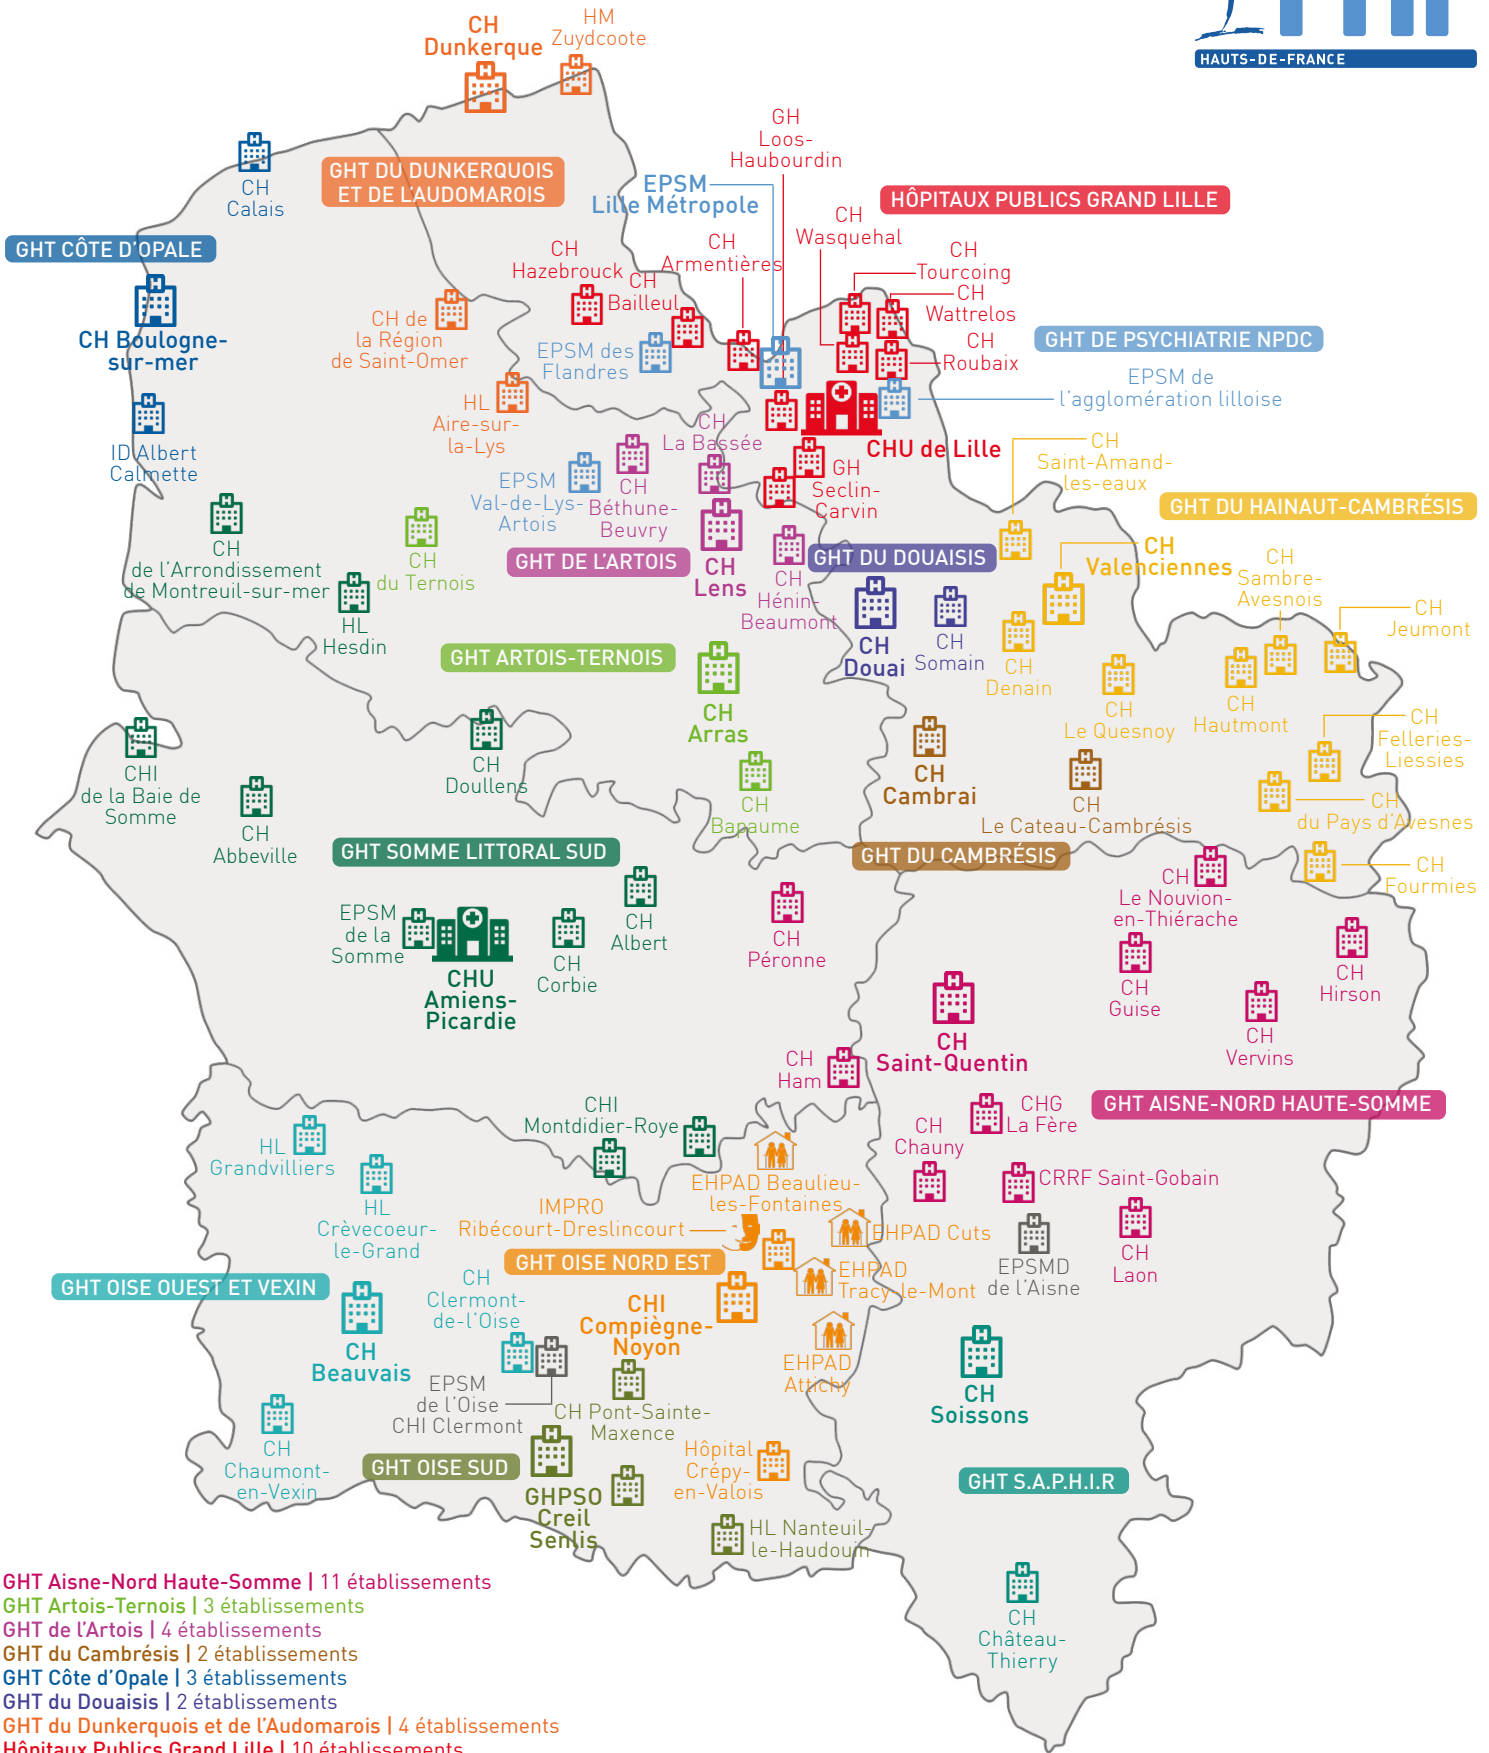 HAUTS-DE-FRANCE
CH
Dunkerque
HM
Zuydcoote
CH
Calais
GHT DU DUNKERQUOIS
ET DE L'AUDOMAROIS
GH
Loos-
Haubourdin
EPSM
Lille Métropole
HÔPITAUX PUBLICS GRAND LILLE
CH
Wasquehal
GHT CÔTE D'OPALE
CH
Hazebrouck
CH
Bailleul
CH
Armentières
CH
Tourcoing
CH
Wattrelos
CH
Roubaix
GHT DE PSYCHIATRIE NPDC
CH Boulogne-
sur-mer
CH de
la Région
de Saint-Omer
EPSM des
Flandres
EPSM de
l'agglomération lilloise
HL
Aire-sur-
la-Lys
ID Albert
Calmette
CH
La Bassée
CHU de Lille
CH
Saint-Amand-
les-eaux
EPSM
Val-de-Lys-
Artois
CH
Béthune-
Beuvry
GH
Seclin-
Carvin
GHT DU HAINAUT-CAMBRÉSIS
CH
de l'Arrondissement
de Montreuil-sur-mer
CH
du Ternois
GHT DE L'ARTOIS
CH
Lens
CH
Hénin-
Beaumont
GHT DU DOUAISIS
CH
Valenciennes
CH
Sambre-
Avesnois
CH
Jeumont
HL
Hesdin
CH
Douai
CH
Somain
CH
Denain
GHT ARTOIS-TERNOIS
CH
Le Quesnoy
CH
Hautmont
CH
Arras
CH
Felleries-
Liessies
CHI
de la Baie de
Somme
CH
Doullens
CH
Cambrai
CH
Le Cateau-Cambrésis
CH
du Pays d'Avesnes
CH
Bapaume
CH
Abbeville
GHT SOMME LITTORAL SUD
GHT DU CAMBRÉSIS
CH
Fourmies
CH
Le Nouvion-
en-Thiérache
EPSM
de la
Somme
CHU
Amiens-
Picardie
CH
Corbie
CH
Albert
CH
Péronne
CH
Guise
CH
Hirson
CH
Vervins
CH
Saint-Quentin
CH
Ham
GHT AISNE-NORD HAUTE-SOMME
CHI
Montdidier-Roye
CHG
La Fère
CH
Chauny
HL
Grandvilliers
HL
Crèvecoeur-
le-Grand
EHPAD Beaulieu-
les-Fontaines
CRRF Saint-Gobain
IMPRO
Ribécourt-Dreslincourt
EHPAD Cuts
EPSMD
de l'Aisne
CH
Laon
GHT OISE NORD EST
EHPAD
Tracy-le-Mont
GHT OISE OUEST ET VEXIN
CH
Clermont-
de-l'Oise
CHI
Compiègne-
Noyon
CH
Beauvais
EHPAD
Attichy
EPSM
de l'Oise
CHI Clermont
CH Pont-Sainte-
Maxence
CH
Soissons
CH
Chaumont-
en-Vexin
GHT OISE SUD
GHPSO
Creil
Senlis
Hôpital
Crépy-
en-Valois
GHT S.A.P.H.I.R
HL Nanteuil-
le-Haudouin
CH
Château-
Thierry
GHT Aisne-Nord Haute-Somme | 11 établissements
GHT Artois-Ternois | 3 établissements
GHT de l'Artois | 4 établissements
GHT du Cambrésis | 2 établissements
GHT Côte d'Opale | 3 établissements
GHT du Douaisis | 2 établissements
GHT du Dunkerquois et de l'Audomarois | 4 établissements
Hôpitaux Publics Grand Lille | 10 établissements